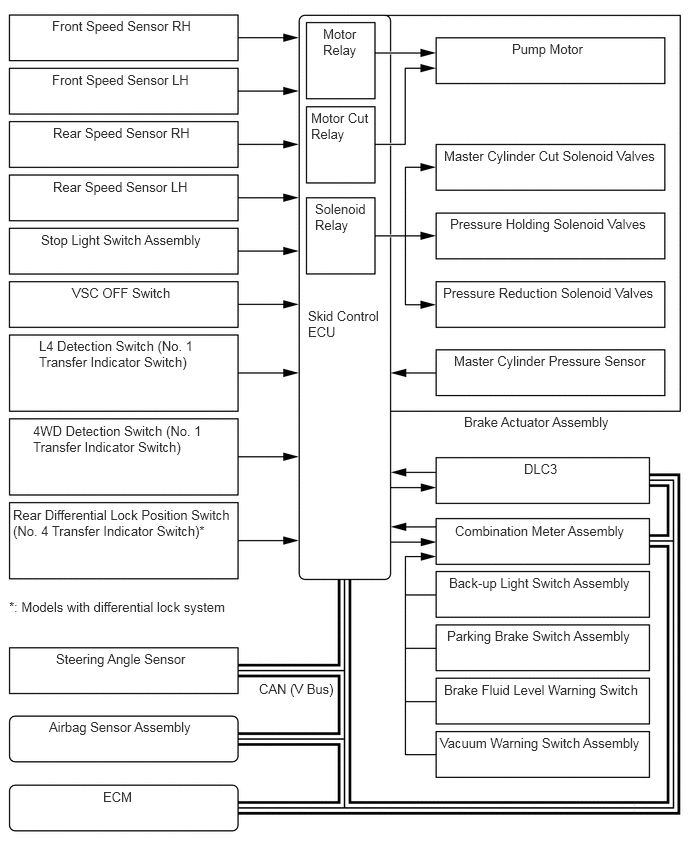 Front Speed Sensor RH
Front Speed Sensor LH
Rear Speed Sensor RH
Rear Speed Sensor LH
Stop Light Switch Assembly
VSC OFF Switch
L4 Detection Switch (No. 1
Transfer Indicator Switch)
4WD Detection Switch (No. 1
Transfer Indicator Switch)
Rear Differential Lock Position Switch
(No. 4 Transfer Indicator Switch)*
*: Models with differential lock system
Steering Angle Sensor
CAN (V Bus)
Airbag Sensor Assembly
ECM
Motor
Relay
Motor Cut
Relay
Solenoid
Relay
Skid Control
ECU
Pump Motor
Master Cylinder Cut Solenoid Valves
Pressure Holding Solenoid Valves
Pressure Reduction Solenoid Valves
Master Cylinder Pressure Sensor
Brake Actuator Assembly
DLC3
Combination Meter Assembly
Back-up Light Switch Assembly
Parking Brake Switch Assembly
Brake Fluid Level Warning Switch
Vacuum Warning Switch Assembly